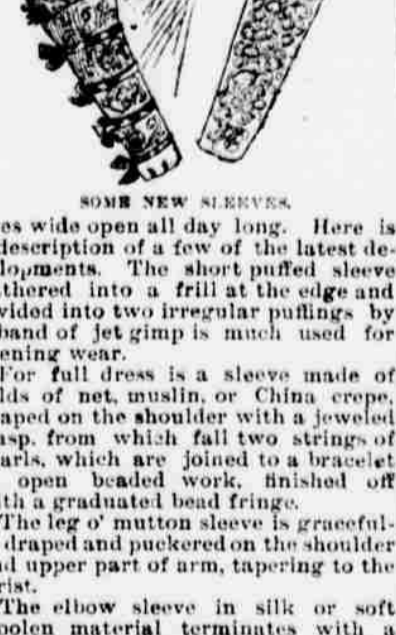 SOME NEW SLEEVES.
es wide open all day long. Here is
description of a few of the latest de-
lopments. The short puffed sleeve
thered into a frill at the edge and
vided into two irregular puffings by
band of jet gimp is much used for
ening wear.
For full dress is a sleeve made of
lds of net, muslin, or China crepe,
aped on the shoulder with a jeweled
asp, from which fall two strings of
arls, which are joined to a bracelet
open beaded work, finished off
th a graduated bead fringe.
The leg o' mutton sleeve is graceful-
draped and puckered on the shoulder
nd upper part of arm, tapering to the
rist.
The elbow sleeve in silk or soft
oolen material terminates with a